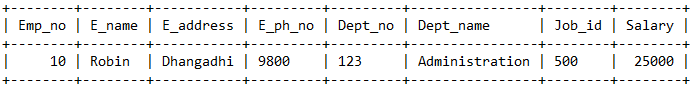 +--------+--------+-----------+---------+---------+----------------+--------+--------+
| Emp_no | E_name | E_address | E_ph_no | Dept_no | Dept_name | Job_id | Salary |
+--------+--------+-----------+---------+---------+----------------+--------+--------+
| 10 | Robin | Dhangadhi | 9800 | 123 | Administration | 500 | 25000 |
+--------+--------+-----------+---------+---------+----------------+--------+--------+